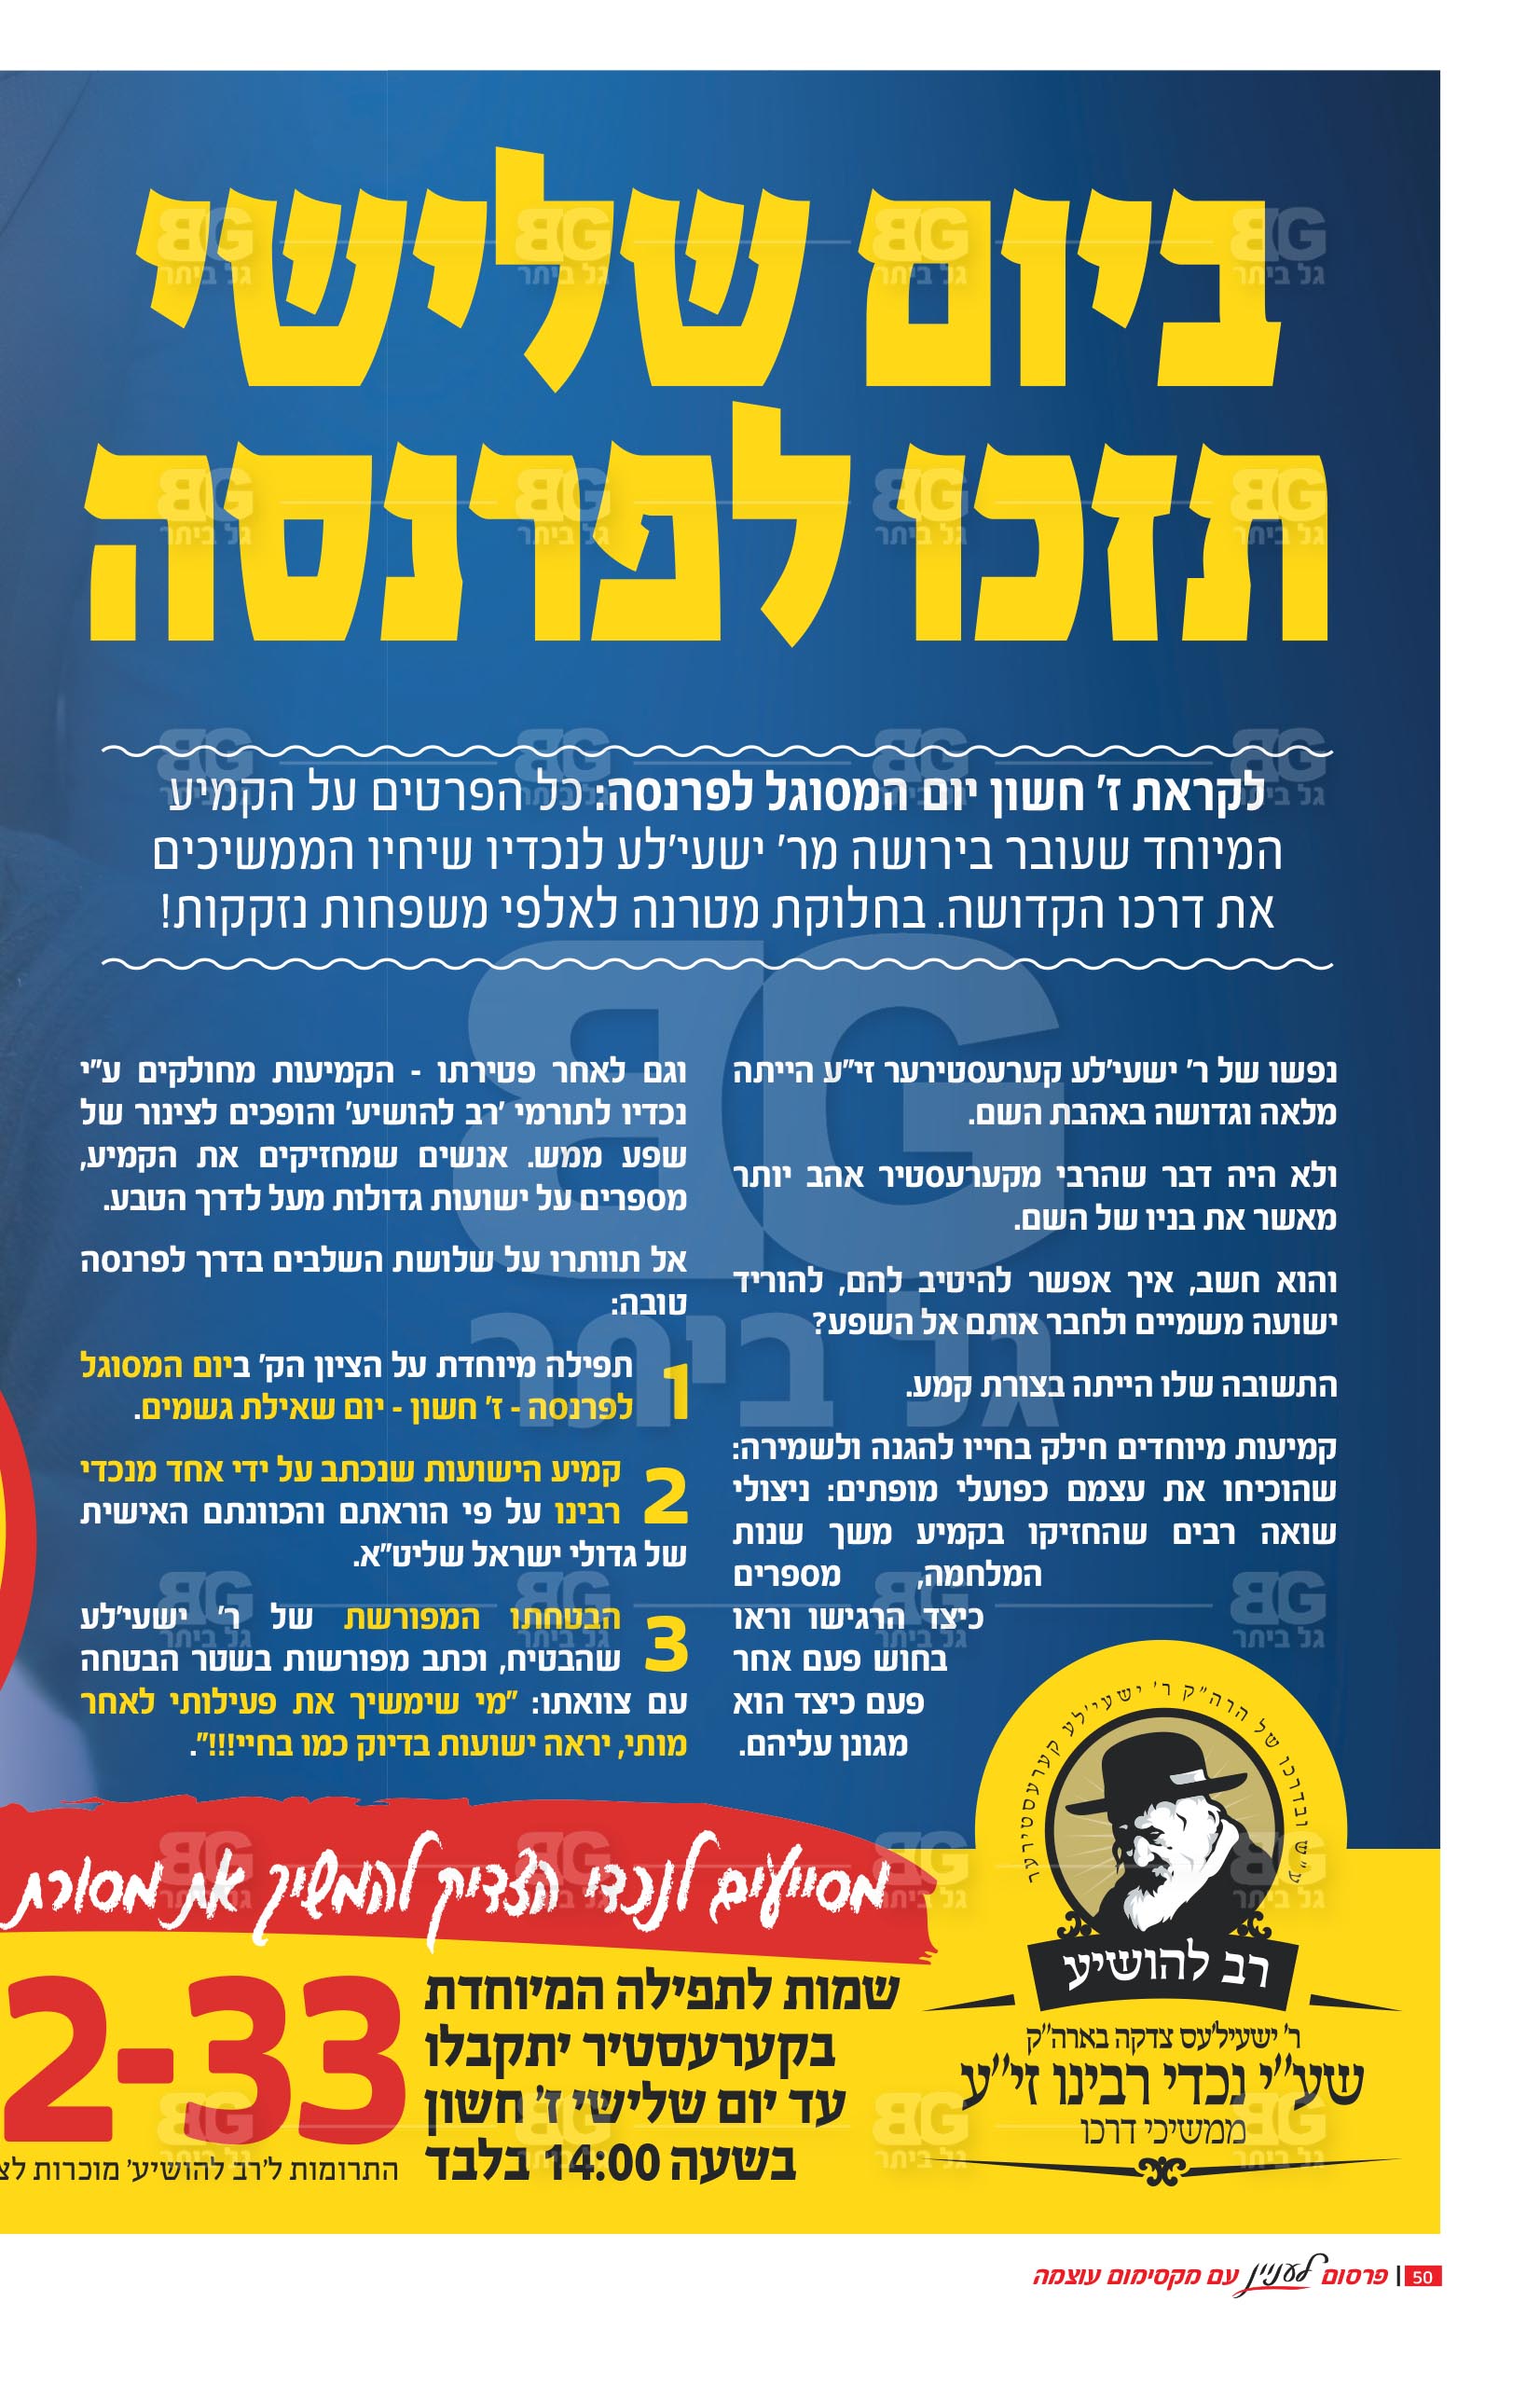 ביום שלישי
תזכו לפרנסה
לקראת ז' חשון יום המסוגל לפרנסה: כל הפרטים על הקמיע
המיוחד שעובר בירושה מר' ישעי'לע לנכדיו שיחיו הממשיכים
את דרכו הקדושה. בחלוקת מטרנה לאלפי משפחות נזקקות!
נפשו של ר' ישעי'לע קערעסטירער זי"ע הייתה
מלאה וגדושה באהבת השם.
ולא היה דבר שהרבי מקערעסטיר אהב יותר
מאשר את בניו של השם.
והוא חשב, איך אפשר להיטיב להם, להוריד
ישועה משמיים ולחבר אותם אל השפע?
התשובה שלו הייתה בצורת קמע.
קמיעות מיוחדים חילק בחייו להגנה ולשמירה:
שהוכיחו את עצמם כפועלי מופתים: ניצולי
שואה רבים שהחזיקו בקמיע משך שנות
המלחמה, מספרים
כיצד הרגישו וראו
בחוש פעם אחר
פעם כיצד הוא
מגונן עליהם.
וגם לאחר פטירתו - הקמיעות מחולקים ע"י
נכדיו לתורמי 'רב להושיע' והופכים לצינור של
שפע ממש. אנשים שמחזיקים את הקמיע,
מספרים על ישועות גדולות מעל לדרך הטבע.
אל תוותרו על שלושת השלבים בדרך לפרנסה
טובה:
1 תפילה מיוחדת על הציון הק' ביום המסוגל
לפרנסה - ז' חשון - יום שאילת גשמים.
2 קמיע הישועות שנכתב על ידי אחד מנכדי
רבינו על פי הוראתם והכוונתם האישית
של גדולי ישראל שליט"א.
3 הבטחתו המפורשת של ר' ישעי'לע
שהבטיח, וכתב מפורשות בשטר הבטחה
עם צוואתו: "מי שימשיך את פעילותי לאחר
מותי, יראה ישועות בדיוק כמו בחיי!!!".
ע"ש ובדרכו של הרה"ק ר' ישעי'לע קערעסטירער
רב להושיע
ר' ישעיל'עס צדקה בארה"ק
שע"י נכדי רבינו זי"ע
ממשיכי דרכו
מסייעים לנכדי הצדיק להמשיך את מסורת
שמות לתפילה המיוחדת
בקערעסטיר יתקבלו
עד יום שלישי ז' חשון
בשעה 14:00 בלבד
2-33
התרומות ל'רב להושיע' מוכרות לצ
50 | פרסום לעניין עם מקסימום עוצמה
BG
גל ביתר